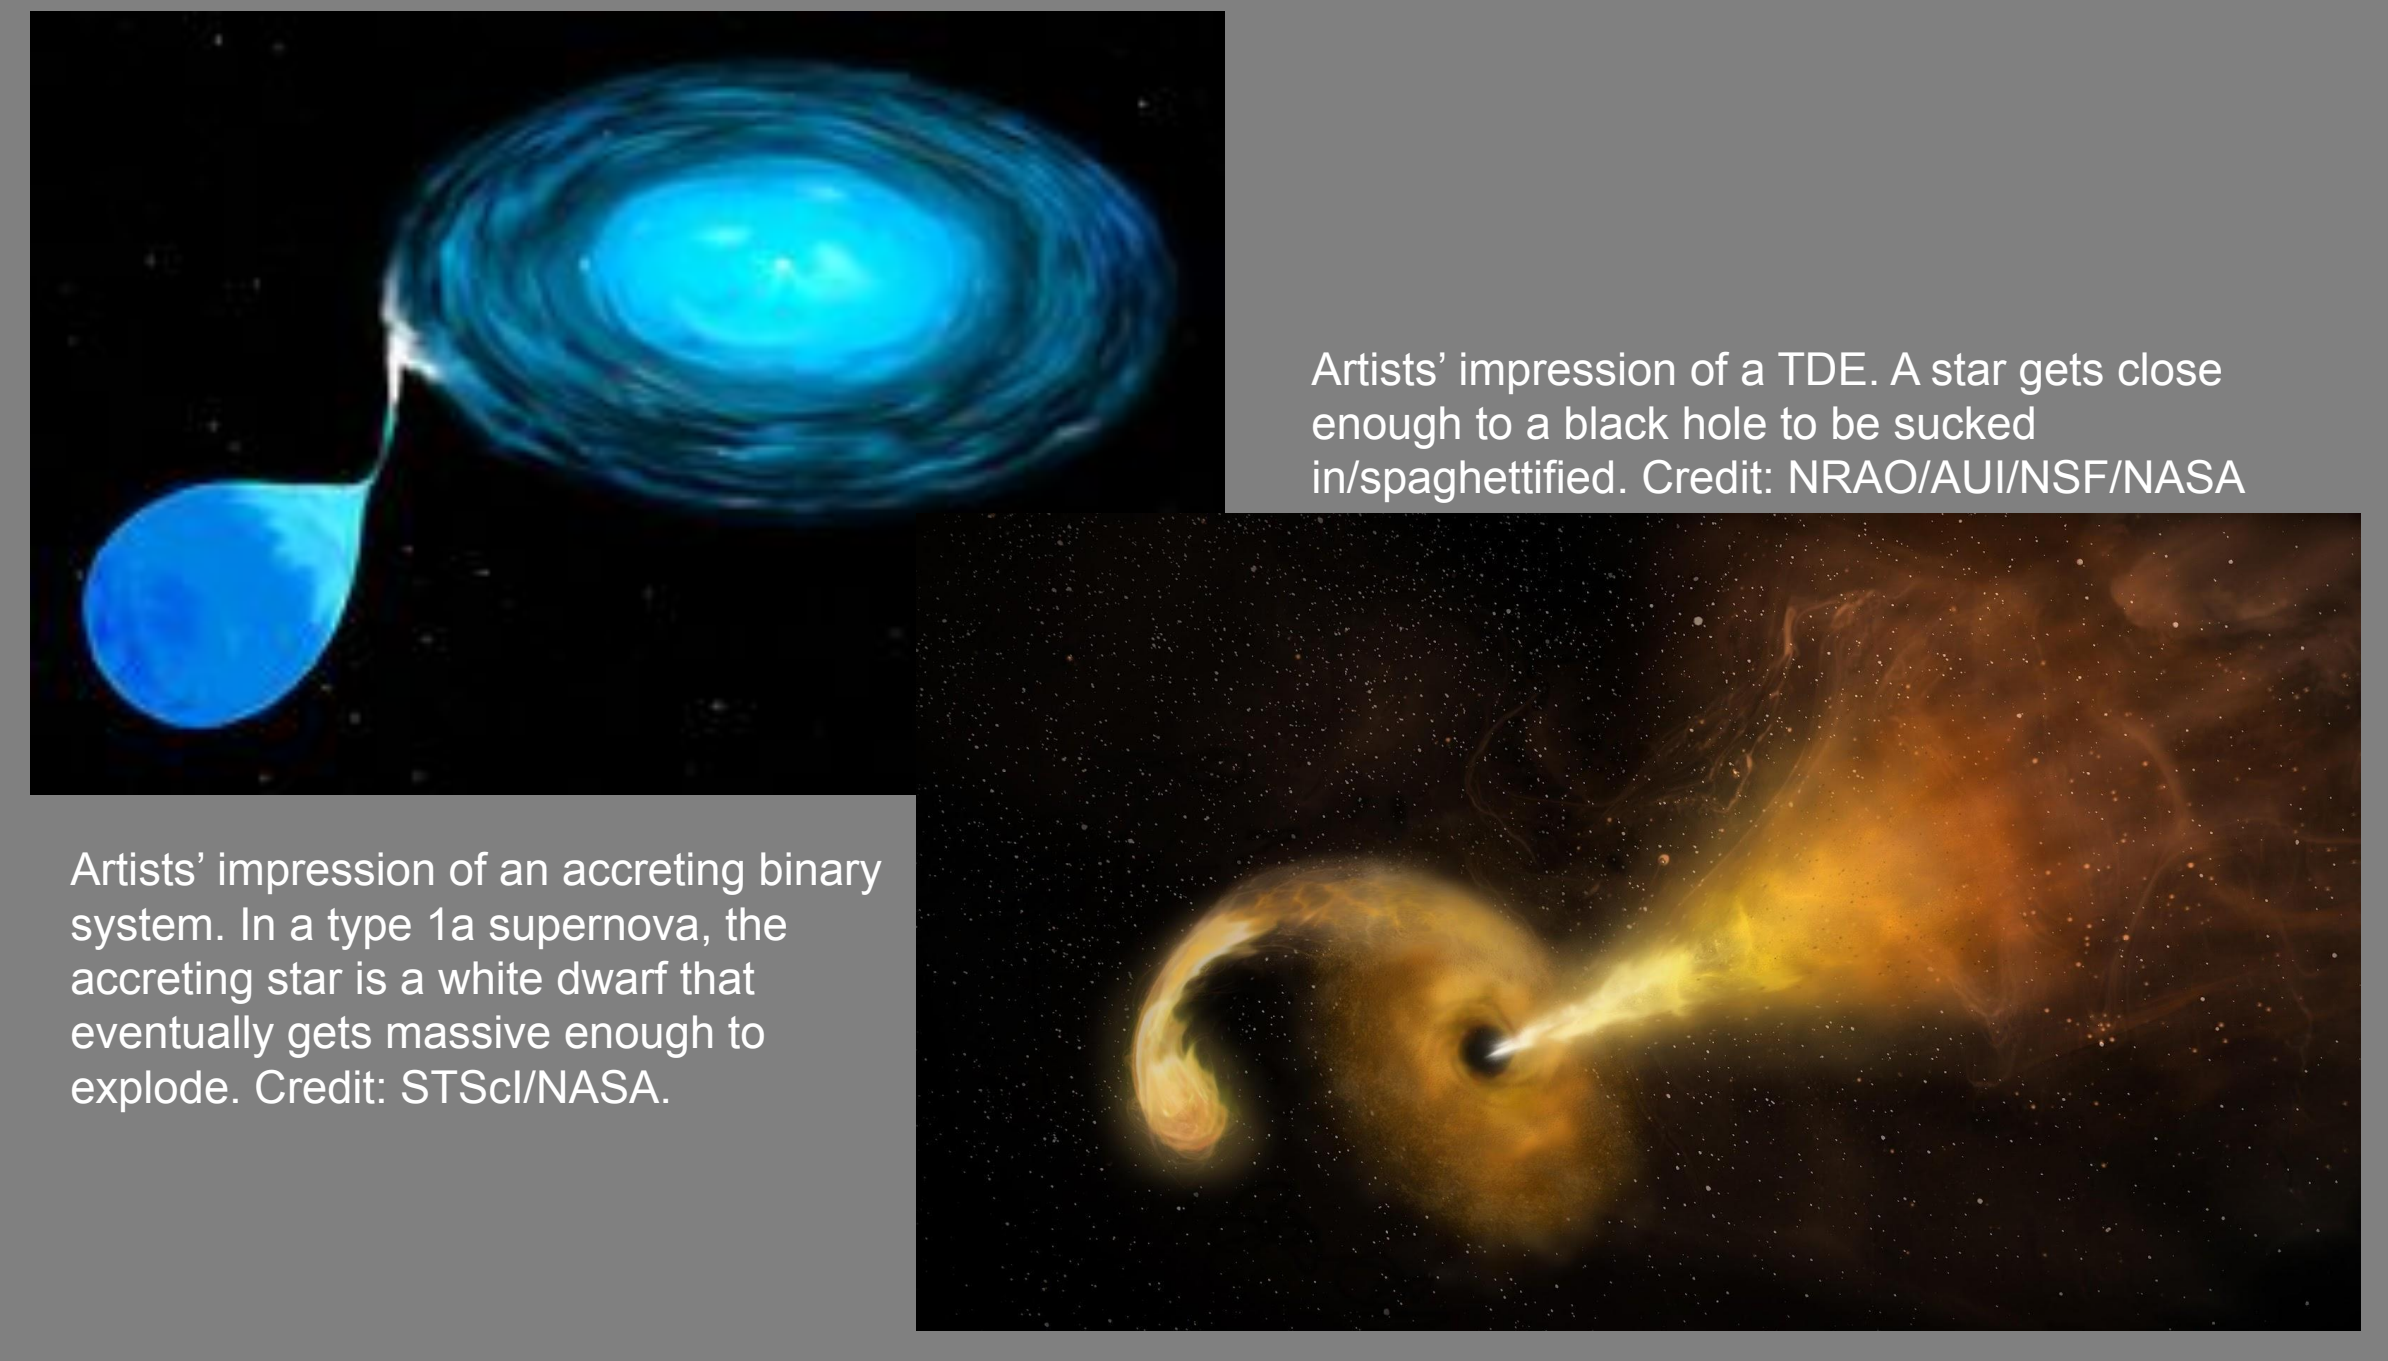 Artists’ impression of a TDE. A star gets close
enough to a black hole to be sucked
in/spaghettified. Credit: NRAO/AUI/NSF/NASA
Artists’ impression of an accreting binary
system. In a type 1a supernova, the
accreting star is a white dwarf that
eventually gets massive enough to
explode. Credit: STScI/NASA.